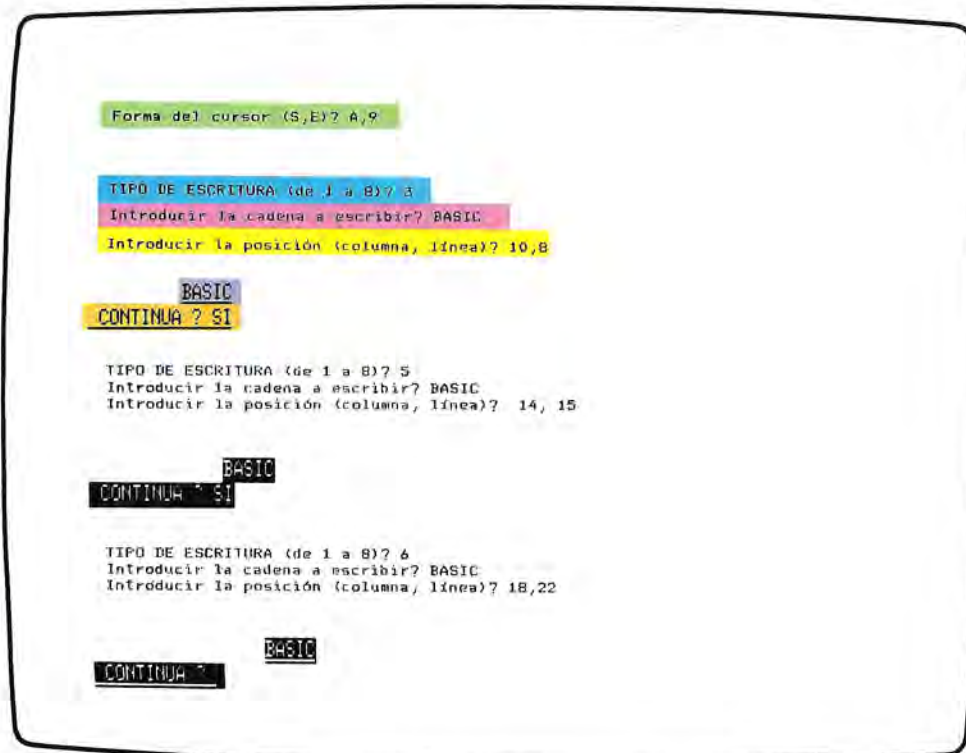 Forma del cursor (S,E)? A,9
TIPO DE ESCRITURA (de 1 a 8)? 3
Introducir la cadena a escribir? BASIC
Introducir la posición (columna, línea)? 10,8
BASIC
CONTINUA ? SI
TIPO DE ESCRITURA (de 1 a 8)? 5
Introducir la cadena a escribir? BASIC
Introducir la posición (columna, línea)? 14, 15
BASIC
CONTINUA ? SI
TIPO DE ESCRITURA (de 1 a 8)? 6
Introducir la cadena a escribir? BASIC
Introducir la posición (columna, línea)? 18,22
BASIC
CONTINUA ?